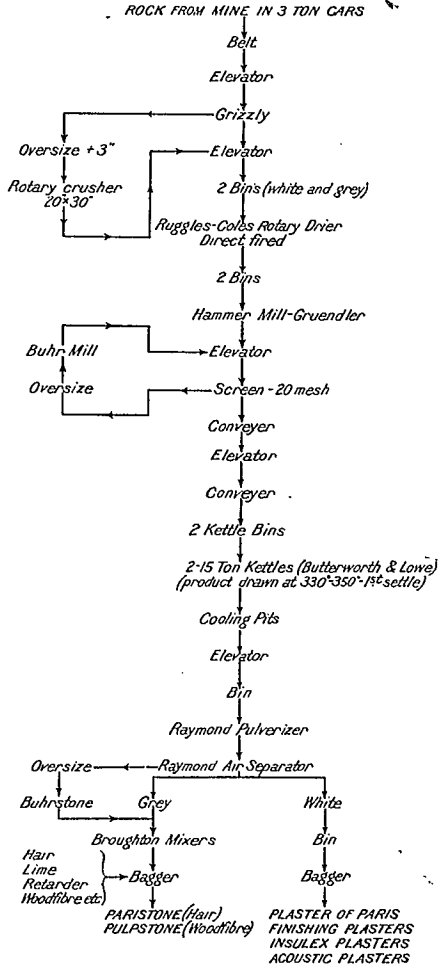 ROCK FROM MINE IN 3 TON CARS
Belt
Elevator
Grizzly
Oversize +3"
Elevator
Rotary crusher
20"x30"
2 Bins (white and grey)
Ruggles-Coles Rotary Drier
Direct fired
2 Bins
Hammer Mill-Gruendler
Buhr Mill
Elevator
Oversize
Screen - 20 mesh
Conveyer
Elevator
Conveyer
2 Kettle Bins
2-15 Ton Kettles (Butterworth & Lowe)
(product drawn at 330°-350°-1st settle)
Cooling Pits
Elevator
Bin
Raymond Pulverizer
Oversize
Raymond Air Separator
Buhrstone
Grey
White
Broughton Mixers
Bin
Hair
Lime
Retarder
Woodfibre etc
Bagger
Bagger
PARISTONE (Hair)
PULPSTONE (Woodfibre)
PLASTER OF PARIS
FINISHING PLASTERS
INSULEX PLASTERS
ACOUSTIC PLASTERS